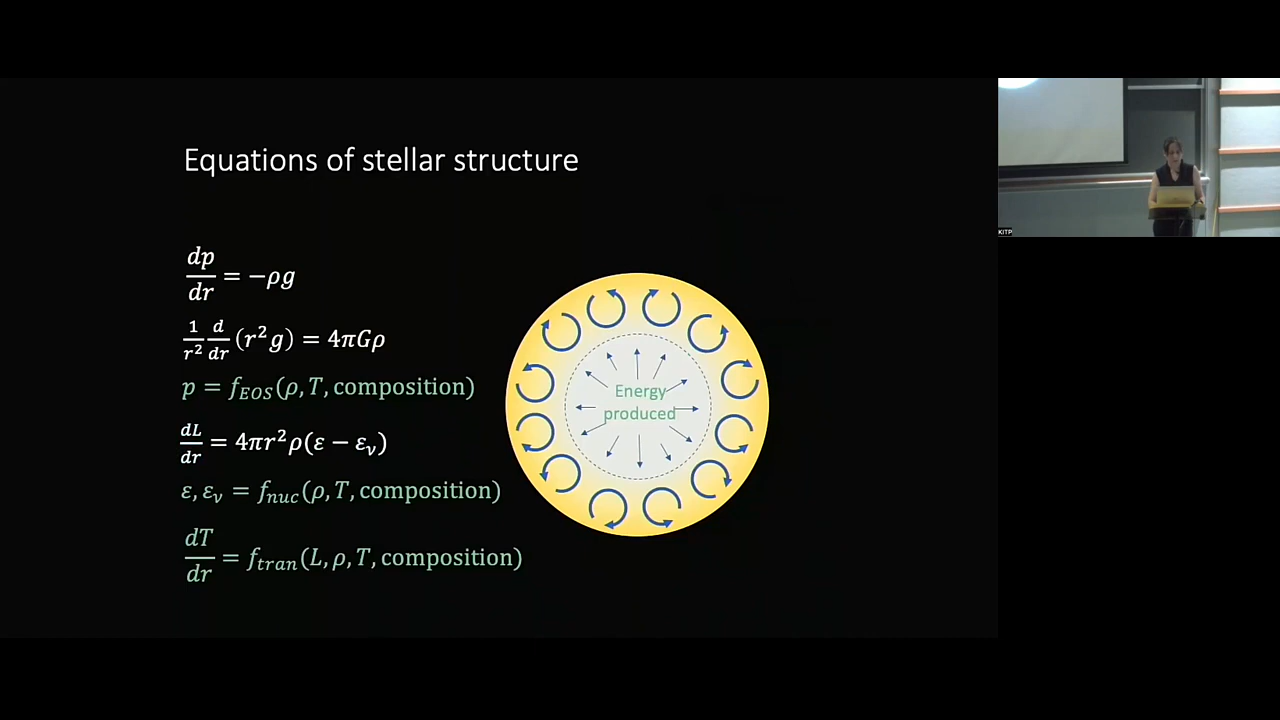 Equations of stellar structure
dp/dr = −ρg
1/r² d/dr (r²g) = 4πGρ
p = f_EOS(ρ, T, composition)
dL/dr = 4πr²ρ(ε − ε_ν)
ε, ε_ν = f_nuc(ρ, T, composition)
dT/dr = f_tran(L, ρ, T, composition)
Energy
produced
KITP